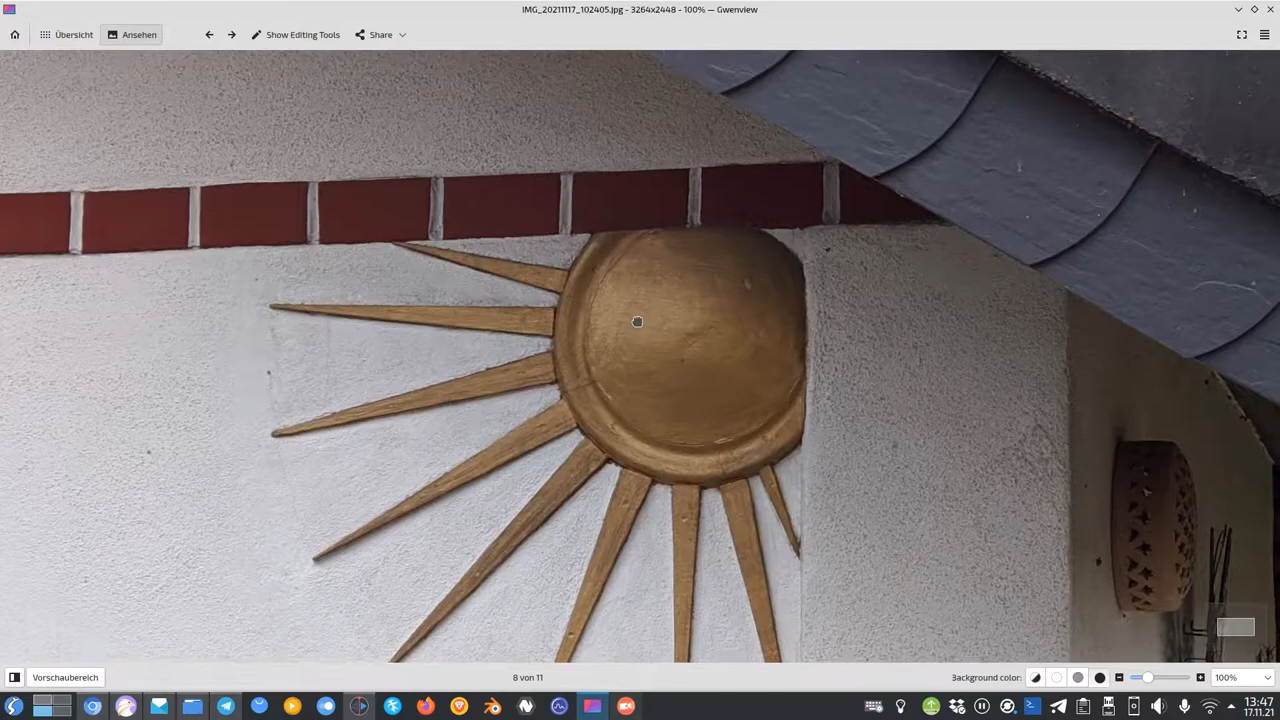 IMG_20211117_102405.jpg - 3264x2448 - 100% — Gwenview
Übersicht Ansehen Show Editing Tools Share
Vorschaubereich 8 von 11 Background color: 100%
13:47
17.11.21